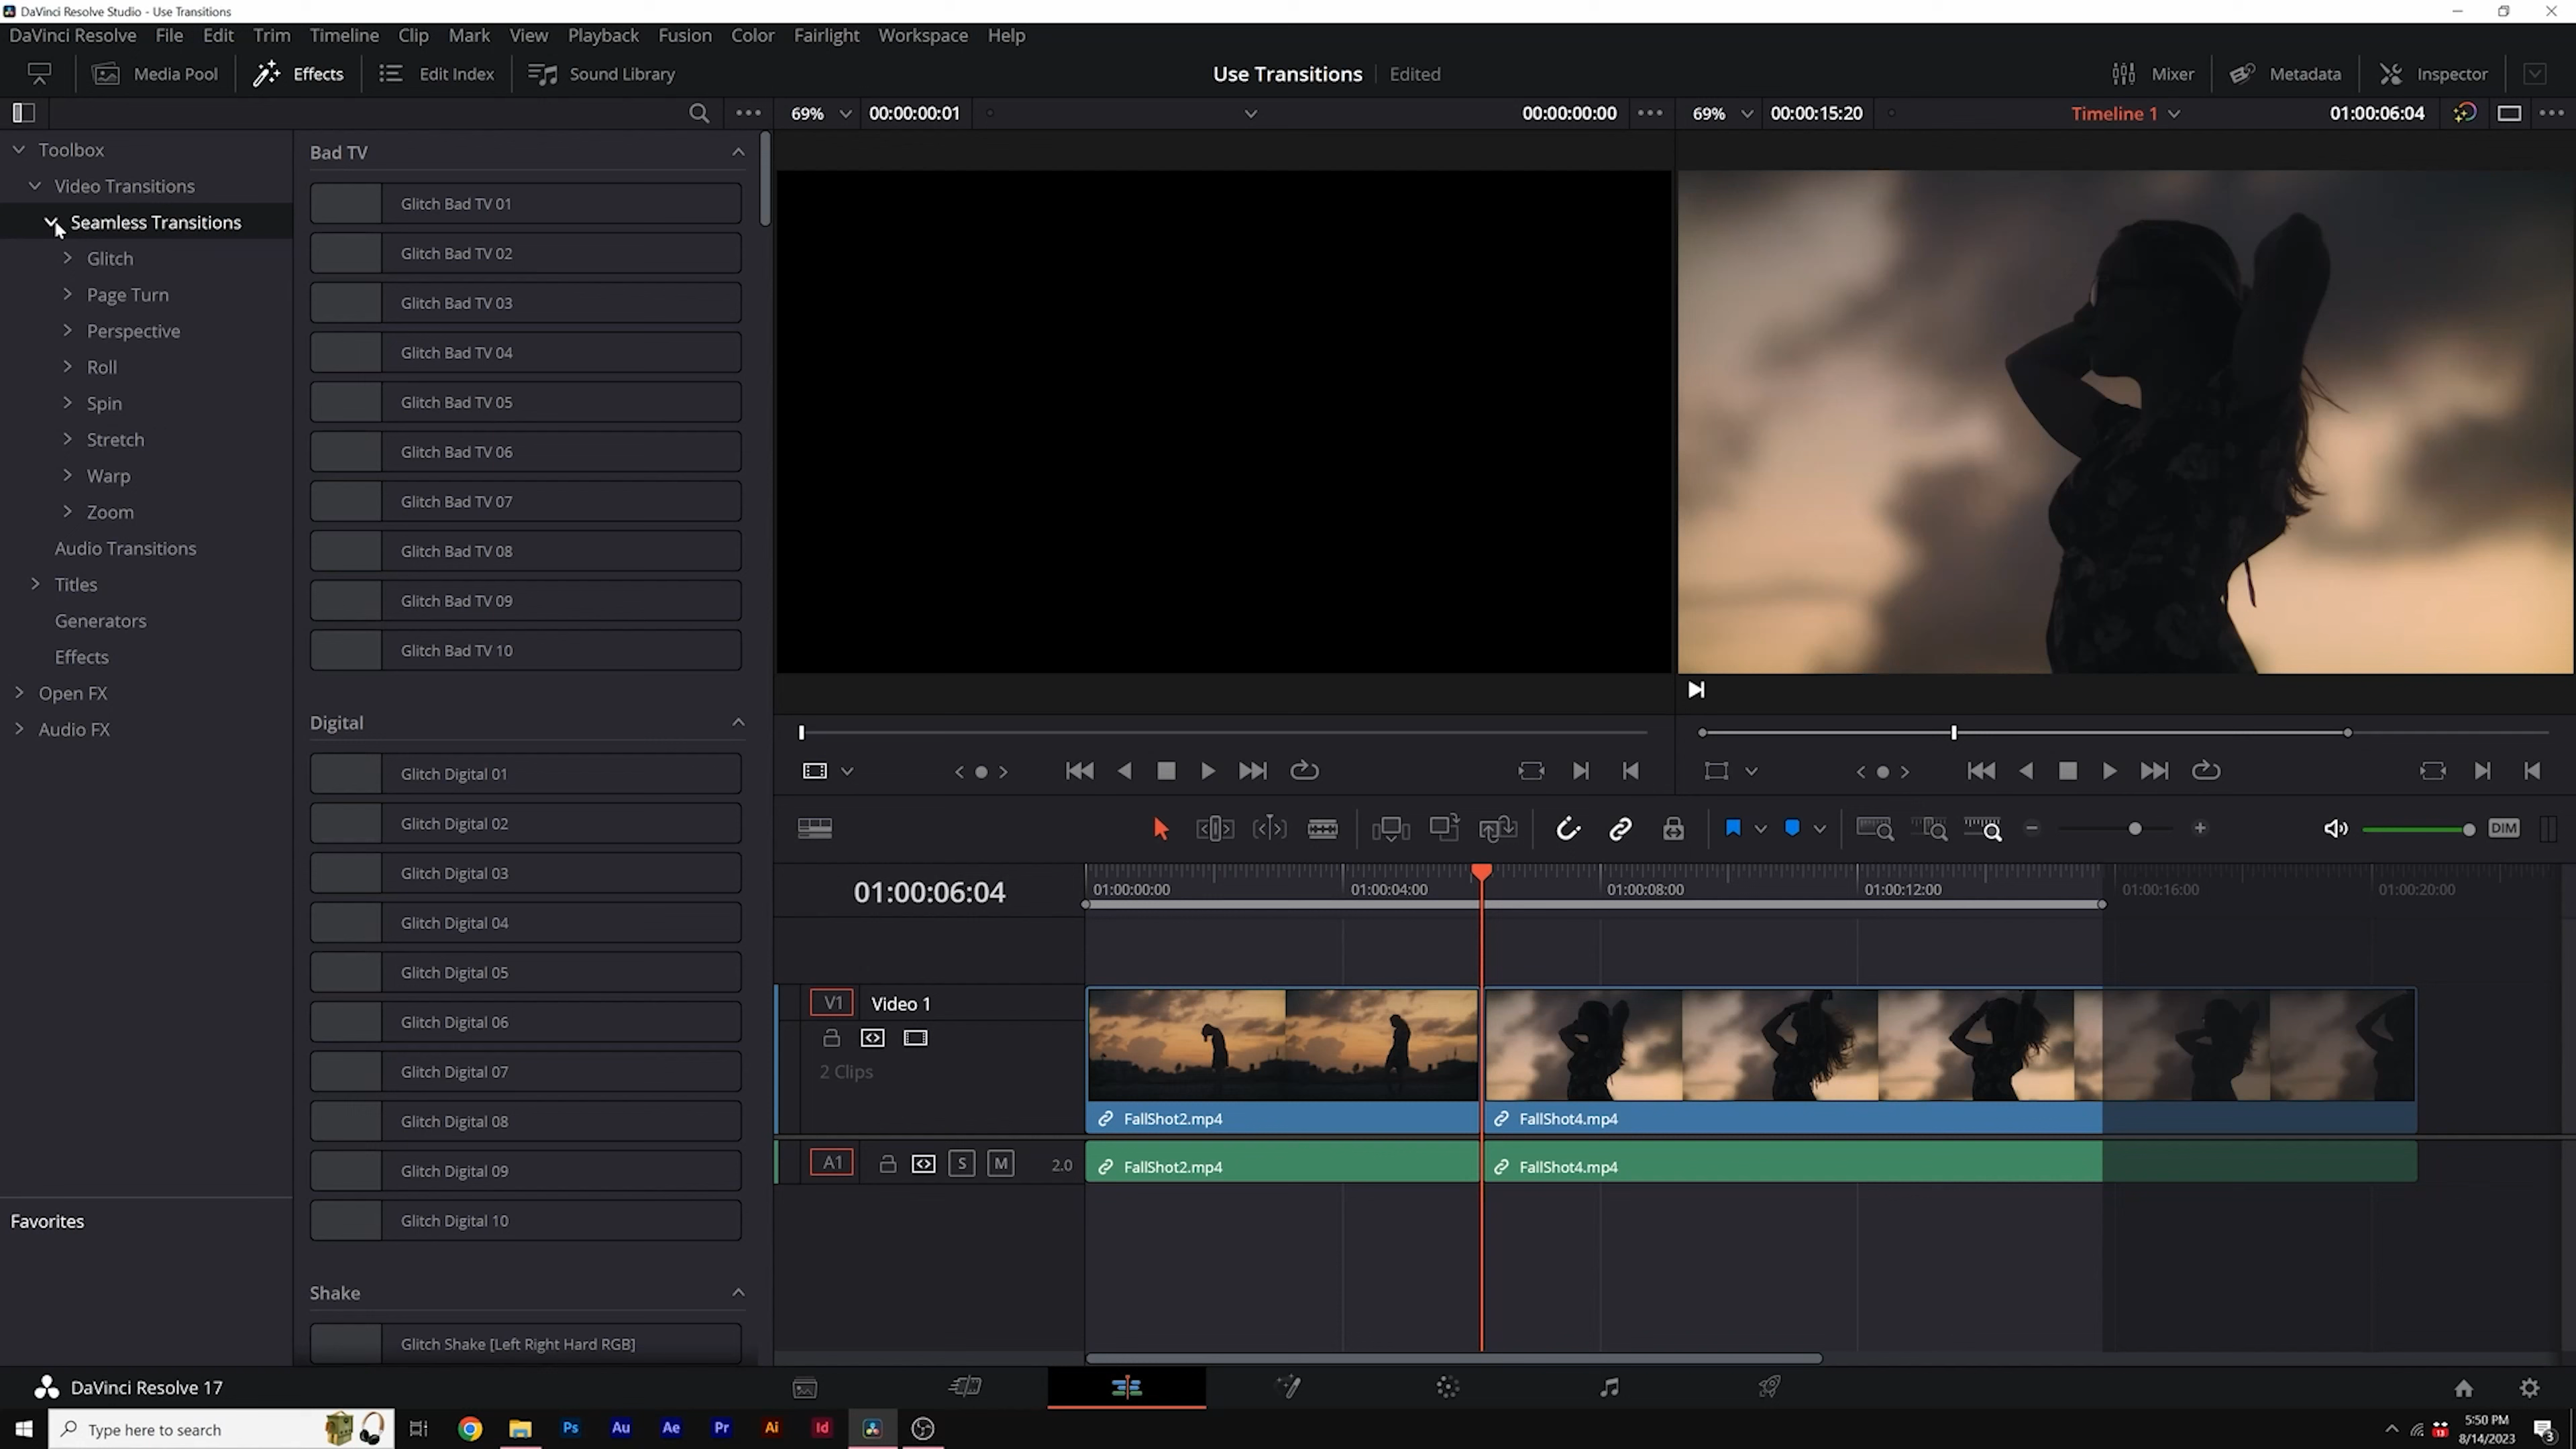 DaVinci Resolve Studio - Use Transitions
DaVinci Resolve File Edit Trim Timeline Clip Mark View Playback Fusion Color Fairlight Workspace Help
Media Pool Effects Edit Index Sound Library Use Transitions Edited Mixer Metadata Inspector
69% 00:00:00:01 00:00:00:00 69% 00:00:15:20 Timeline 1 01:00:06:04
Toolbox
Video Transitions
Seamless Transitions
Glitch
Page Turn
Perspective
Roll
Spin
Stretch
Warp
Zoom
Audio Transitions
Titles
Generators
Effects
Open FX
Audio FX
Favorites
Bad TV
Glitch Bad TV 01
Glitch Bad TV 02
Glitch Bad TV 03
Glitch Bad TV 04
Glitch Bad TV 05
Glitch Bad TV 06
Glitch Bad TV 07
Glitch Bad TV 08
Glitch Bad TV 09
Glitch Bad TV 10
Digital
Glitch Digital 01
Glitch Digital 02
Glitch Digital 03
Glitch Digital 04
Glitch Digital 05
Glitch Digital 06
Glitch Digital 07
Glitch Digital 08
Glitch Digital 09
Glitch Digital 10
Shake
Glitch Shake [Left Right Hard RGB]
DIM
01:00:06:04
01:00:00:00 01:00:04:00 01:00:08:00 01:00:12:00 01:00:16:00 01:00:20:00
V1 Video 1
2 Clips
FallShot2.mp4 FallShot4.mp4
A1 S M 2.0 FallShot2.mp4 FallShot4.mp4
DaVinci Resolve 17
Type here to search Ps Au Ae Pr Ai Id
13
5:50 PM
8/14/2023
3